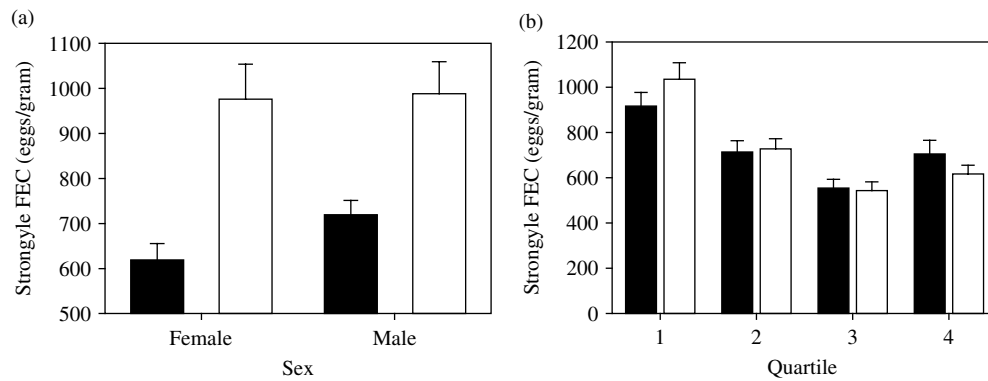 (a)
1100
1000
900
800
700
600
500
Strongyle FEC (eggs/gram)
Female
Male
Sex
(b)
1200
1000
800
600
400
200
0
Strongyle FEC (eggs/gram)
1
2
3
4
Quartile